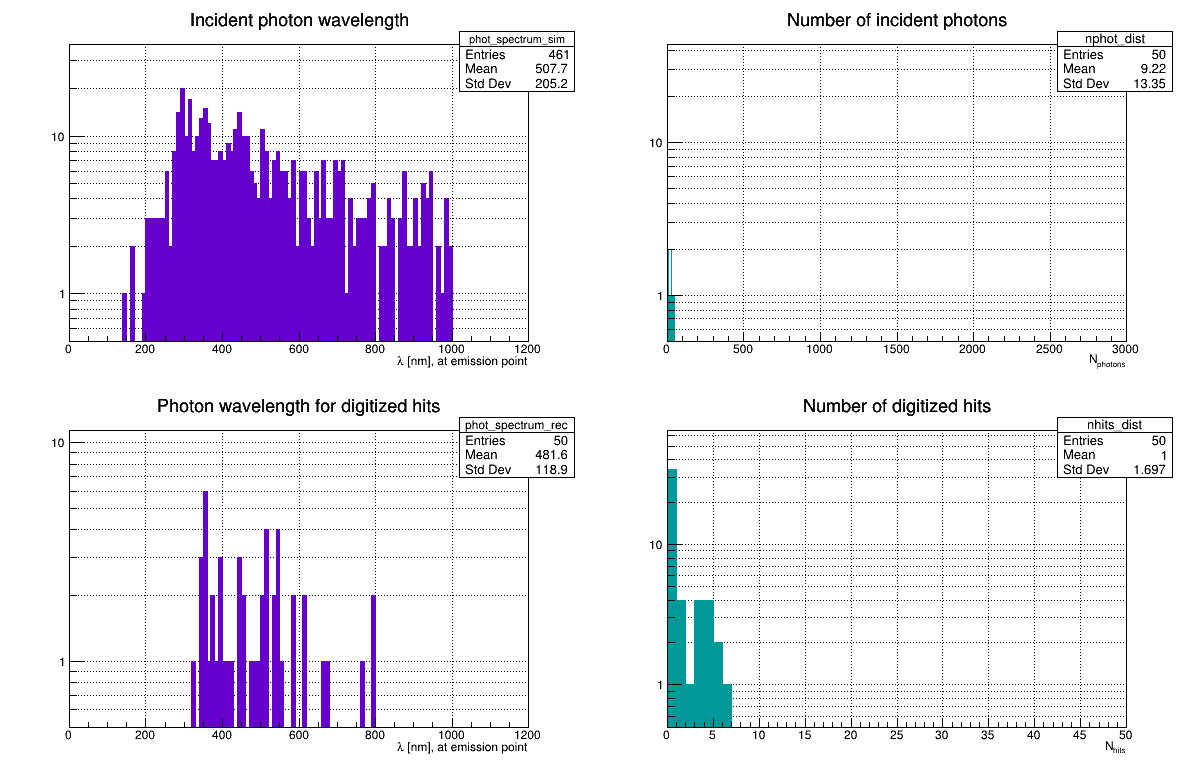 Incident photon wavelength
phot_spectrum_sim
Entries 461
Mean 507.7
Std Dev 205.2
10
1
0 200 400 600 800 1000 1200
λ [nm], at emission point
Number of incident photons
nphot_dist
Entries 50
Mean 9.22
Std Dev 13.35
10
1
0 500 1000 1500 2000 2500 3000
Nphotons
Photon wavelength for digitized hits
phot_spectrum_rec
Entries 50
Mean 481.6
Std Dev 118.9
10
1
0 200 400 600 800 1000 1200
λ [nm], at emission point
Number of digitized hits
nhits_dist
Entries 50
Mean 1
Std Dev 1.697
10
1
0 5 10 15 20 25 30 35 40 45 50
Nhits